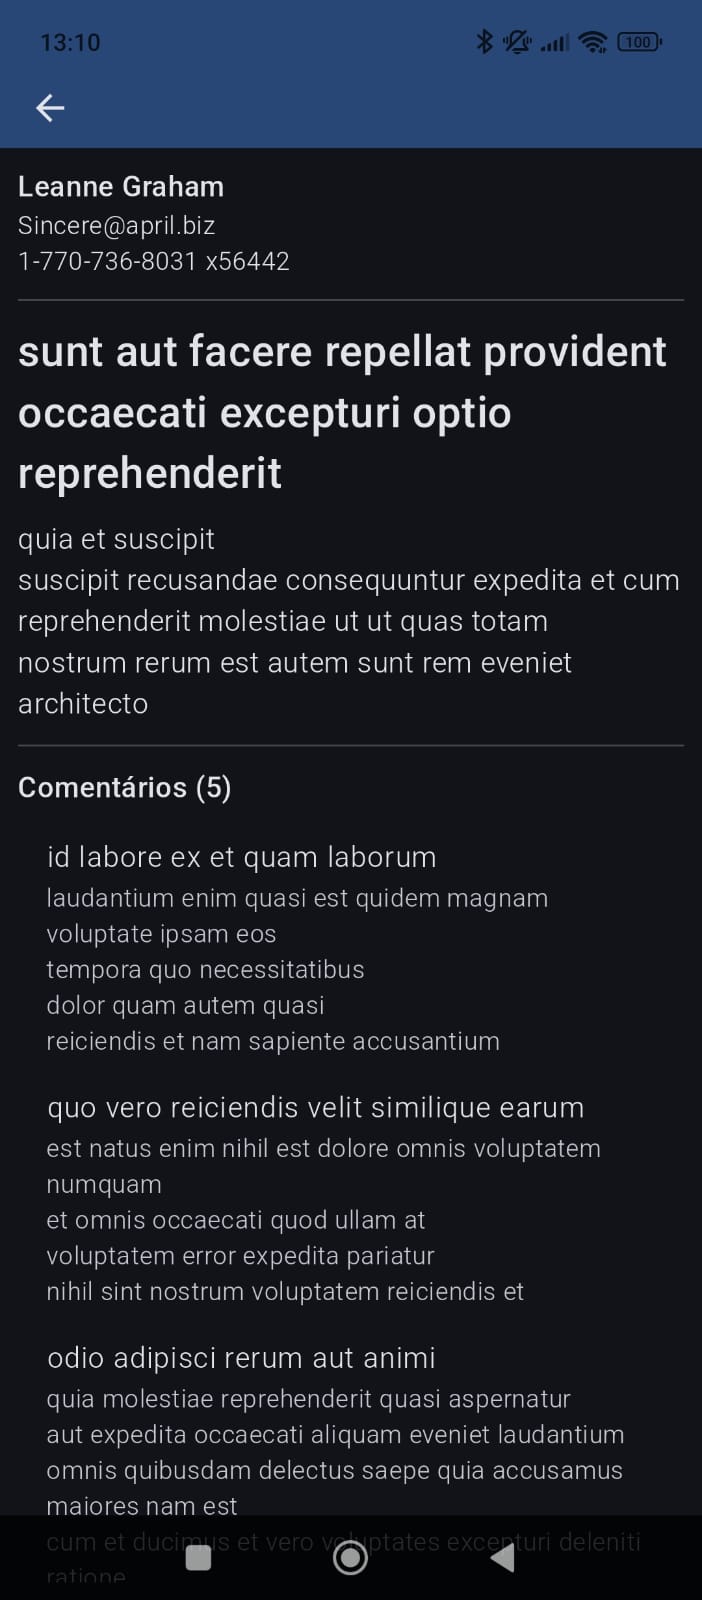 13:10
100
Leanne Graham
Sincere@april.biz
1-770-736-8031 x56442
sunt aut facere repellat provident
occaecati excepturi optio
reprehenderit
quia et suscipit
suscipit recusandae consequuntur expedita et cum
reprehenderit molestiae ut ut quas totam
nostrum rerum est autem sunt rem eveniet
architecto
Comentários (5)
id labore ex et quam laborum
laudantium enim quasi est quidem magnam
voluptate ipsam eos
tempora quo necessitatibus
dolor quam autem quasi
reiciendis et nam sapiente accusantium
quo vero reiciendis velit similique earum
est natus enim nihil est dolore omnis voluptatem
numquam
et omnis occaecati quod ullam at
voluptatem error expedita pariatur
nihil sint nostrum voluptatem reiciendis et
odio adipisci rerum aut animi
quia molestiae reprehenderit quasi aspernatur
aut expedita occaecati aliquam eveniet laudantium
omnis quibusdam delectus saepe quia accusamus
maiores nam est
cum et ducimus et vero voluptates excepturi deleniti
ratione